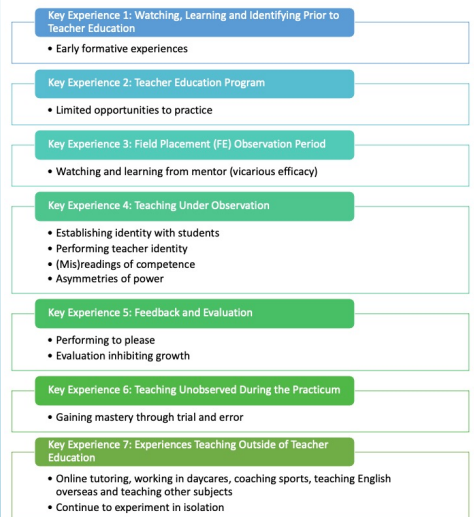 Key Experience 1: Watching, Learning and Identifying Prior to
Teacher Education
• Early formative experiences
Key Experience 2: Teacher Education Program
• Limited opportunities to practice
Key Experience 3: Field Placement (FE) Observation Period
• Watching and learning from mentor (vicarious efficacy)
Key Experience 4: Teaching Under Observation
• Establishing identity with students
• Performing teacher identity
• (Mis)readings of competence
• Asymmetries of power
Key Experience 5: Feedback and Evaluation
• Performing to please
• Evaluation inhibiting growth
Key Experience 6: Teaching Unobserved During the Practicum
• Gaining mastery through trial and error
Key Experience 7: Experiences Teaching Outside of Teacher
Education
• Online tutoring, working in daycares, coaching sports, teaching English
overseas and teaching other subjects
• Continue to experiment in isolation